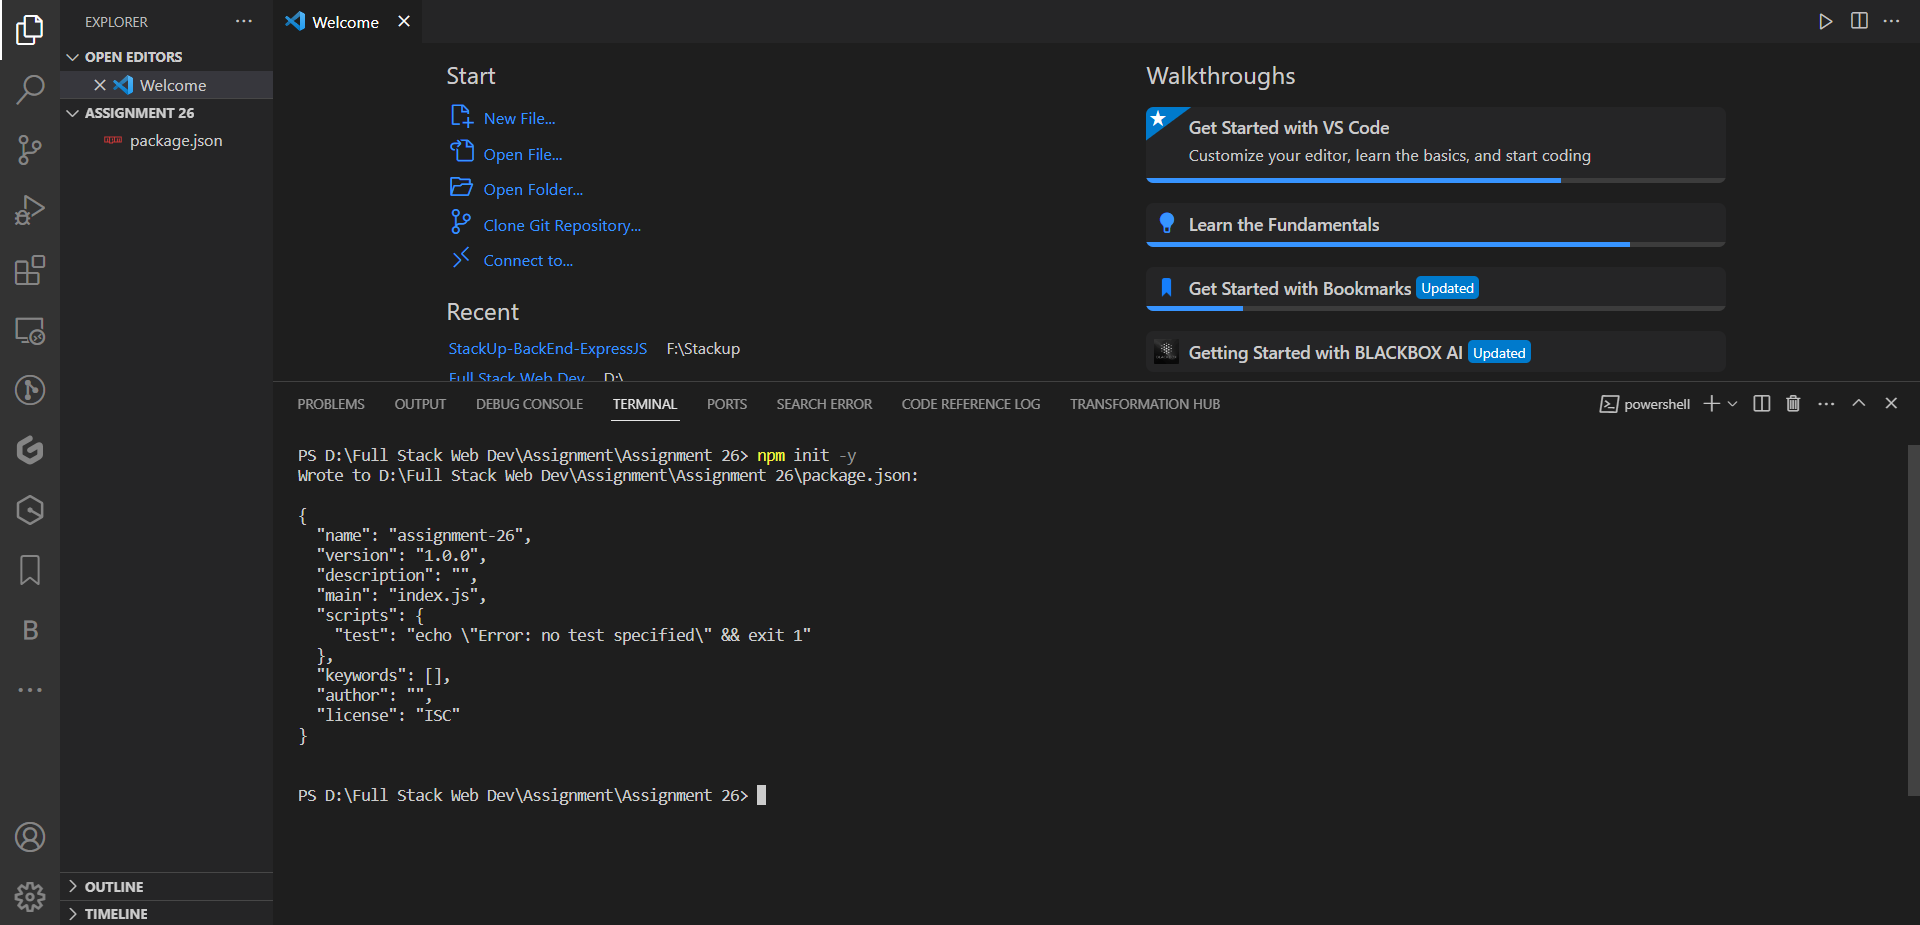 EXPLORER
OPEN EDITORS
Welcome
ASSIGNMENT 26
package.json
B
OUTLINE
TIMELINE
Welcome
Start
New File...
Open File...
Open Folder...
Clone Git Repository...
Connect to...
Recent
StackUp-BackEnd-ExpressJS F:\Stackup
Full Stack Web Dev D:\
Walkthroughs
Get Started with VS Code
Customize your editor, learn the basics, and start coding
Learn the Fundamentals
Get Started with Bookmarks Updated
Getting Started with BLACKBOX AI Updated
PROBLEMS OUTPUT DEBUG CONSOLE TERMINAL PORTS SEARCH ERROR CODE REFERENCE LOG TRANSFORMATION HUB powershell
PS D:\Full Stack Web Dev\Assignment\Assignment 26> npm init -y
Wrote to D:\Full Stack Web Dev\Assignment\Assignment 26\package.json:
{
"name": "assignment-26",
"version": "1.0.0",
"description": "",
"main": "index.js",
"scripts": {
"test": "echo \"Error: no test specified\" && exit 1"
},
"keywords": [],
"author": "",
"license": "ISC"
}
PS D:\Full Stack Web Dev\Assignment\Assignment 26>